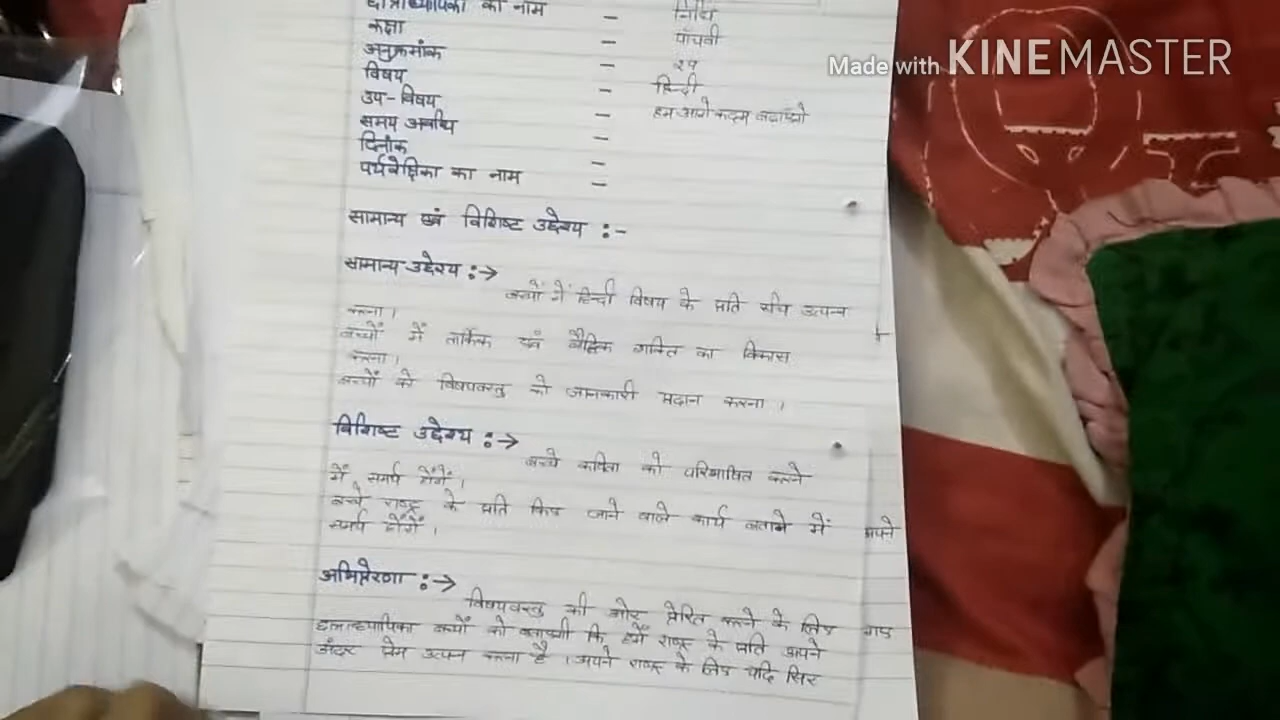 छात्राध्यापिका का नाम - निधि
कक्षा - पाँचवी
Made with KINEMASTER
अनुक्रमांक - २५
विषय - हिन्दी
उप-विषय - हम आगे कदम बढ़ाएँगे
समय अवधि -
दिनांक -
पर्यवेक्षिका का नाम -
सामान्य एवं विशिष्ट उद्देश्य :-
सामान्य उद्देश्य :->
बच्चों में हिन्दी विषय के प्रति रुचि उत्पन्न
करना।
बच्चों में तार्किक एवं बौद्धिक शक्ति का विकास
करना।
बच्चों को विषयवस्तु की जानकारी प्रदान करना।
विशिष्ट उद्देश्य :->
बच्चे कविता को परिभाषित करने
में समर्थ होंगें।
बच्चे राष्ट्र के प्रति किए जाने वाले कार्य बताने में अपने
समर्थ होंगें।
अभिप्रेरणा :->
विषयवस्तु की ओर प्रेरित करने के लिए
छात्राध्यापिका बच्चों को बताएगी कि हमें राष्ट्र के प्रति अपने
अंदर प्रेम उत्पन्न करना है। अपने राष्ट्र के लिए यदि सिर